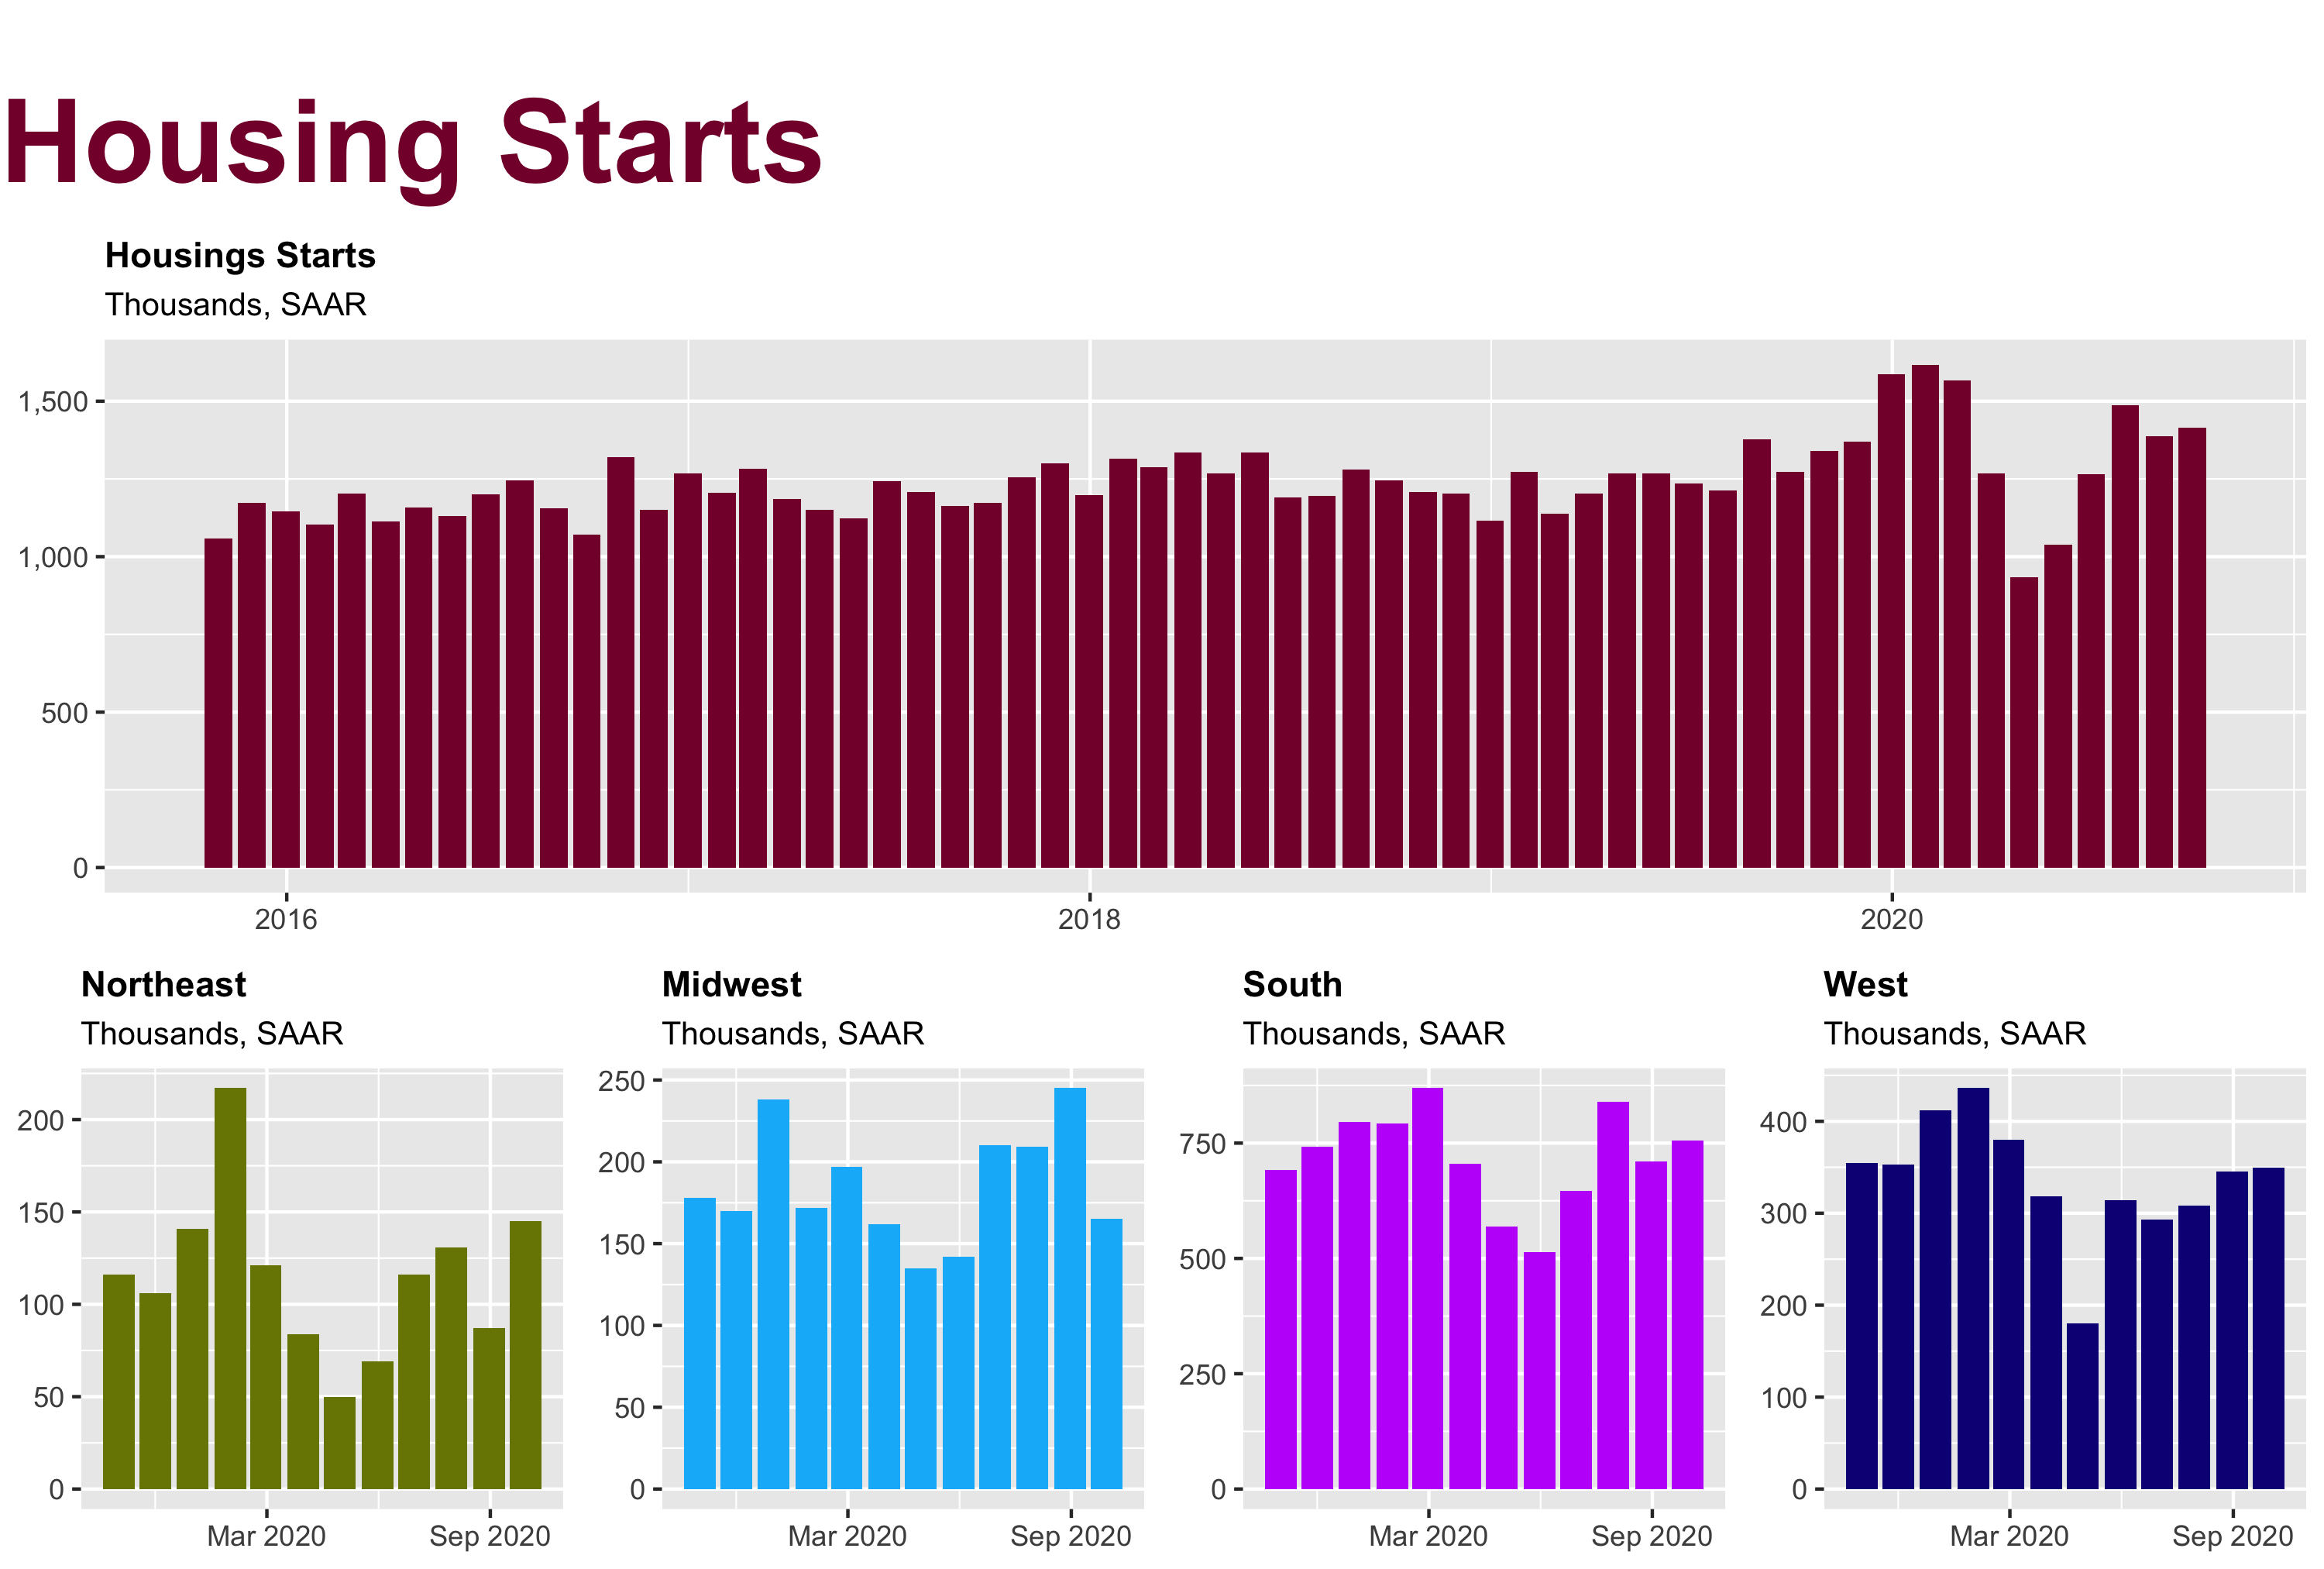 Housing Starts
Housings Starts
Thousands, SAAR
1,500
1,000
500
0
2016 2018 2020
Northeast
Thousands, SAAR
200
150
100
50
0
Mar 2020 Sep 2020
Midwest
Thousands, SAAR
250
200
150
100
50
0
Mar 2020 Sep 2020
South
Thousands, SAAR
750
500
250
0
Mar 2020 Sep 2020
West
Thousands, SAAR
400
300
200
100
0
Mar 2020 Sep 2020